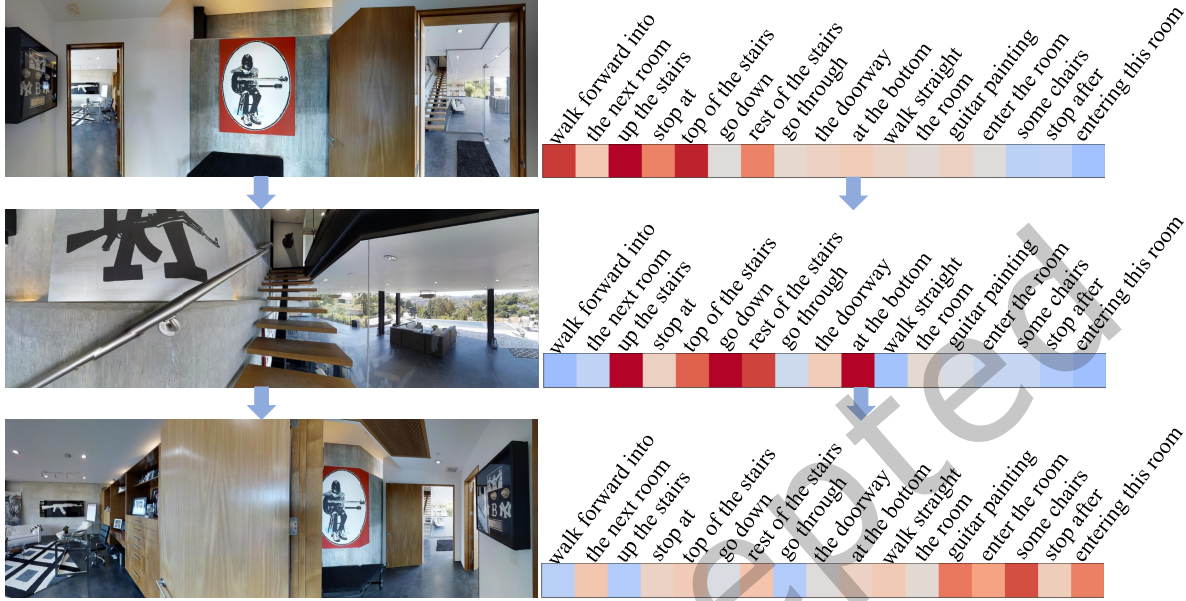 walk forward into
the next room
up the stairs
stop at
top of the stairs
go down
rest of the stairs
go through
the doorway
at the bottom
walk straight
the room
guitar painting
enter the room
some chairs
stop after
entering this room
walk forward into
the next room
up the stairs
stop at
top of the stairs
go down
rest of the stairs
go through
the doorway
at the bottom
walk straight
the room
guitar painting
enter the room
some chairs
stop after
entering this room
walk forward into
the next room
up the stairs
stop at
top of the stairs
go down
rest of the stairs
go through
the doorway
at the bottom
walk straight
the room
guitar painting
enter the room
some chairs
stop after
entering this room
epted